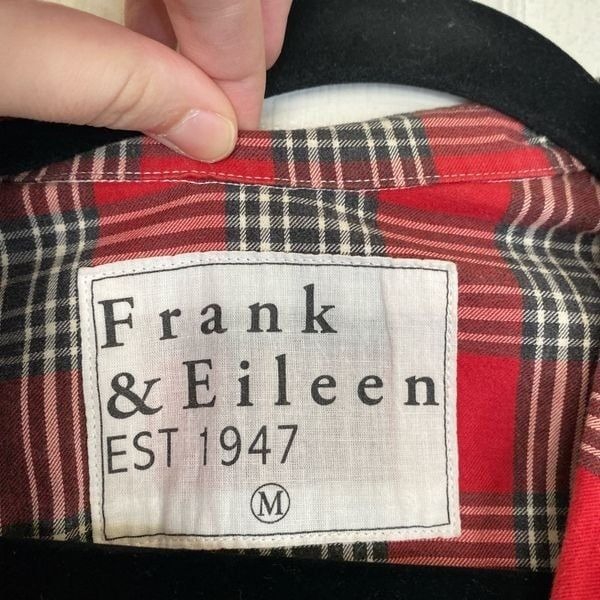 Frank
& Eileen
EST 1947
M